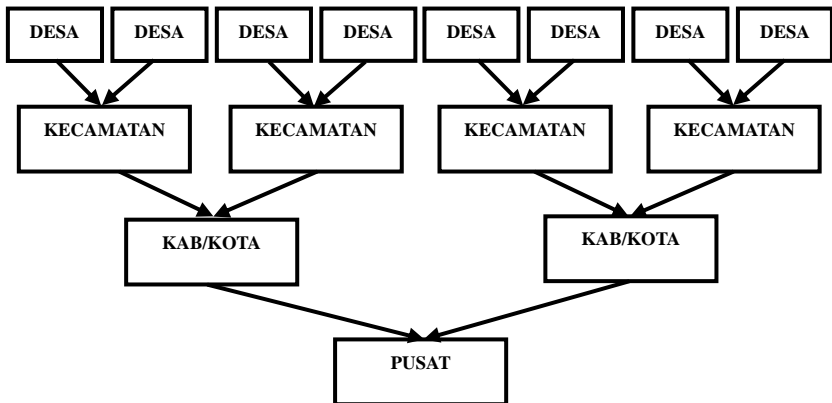 DESA DESA DESA DESA DESA DESA DESA DESA
KECAMATAN KECAMATAN KECAMATAN KECAMATAN
KAB/KOTA KAB/KOTA
PUSAT